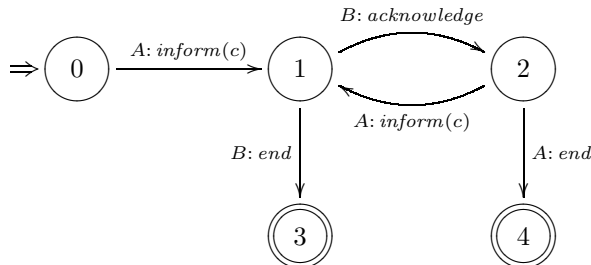 B: acknowledge
A: inform(c)
0
1
2
A: inform(c)
B: end
A: end
3
4